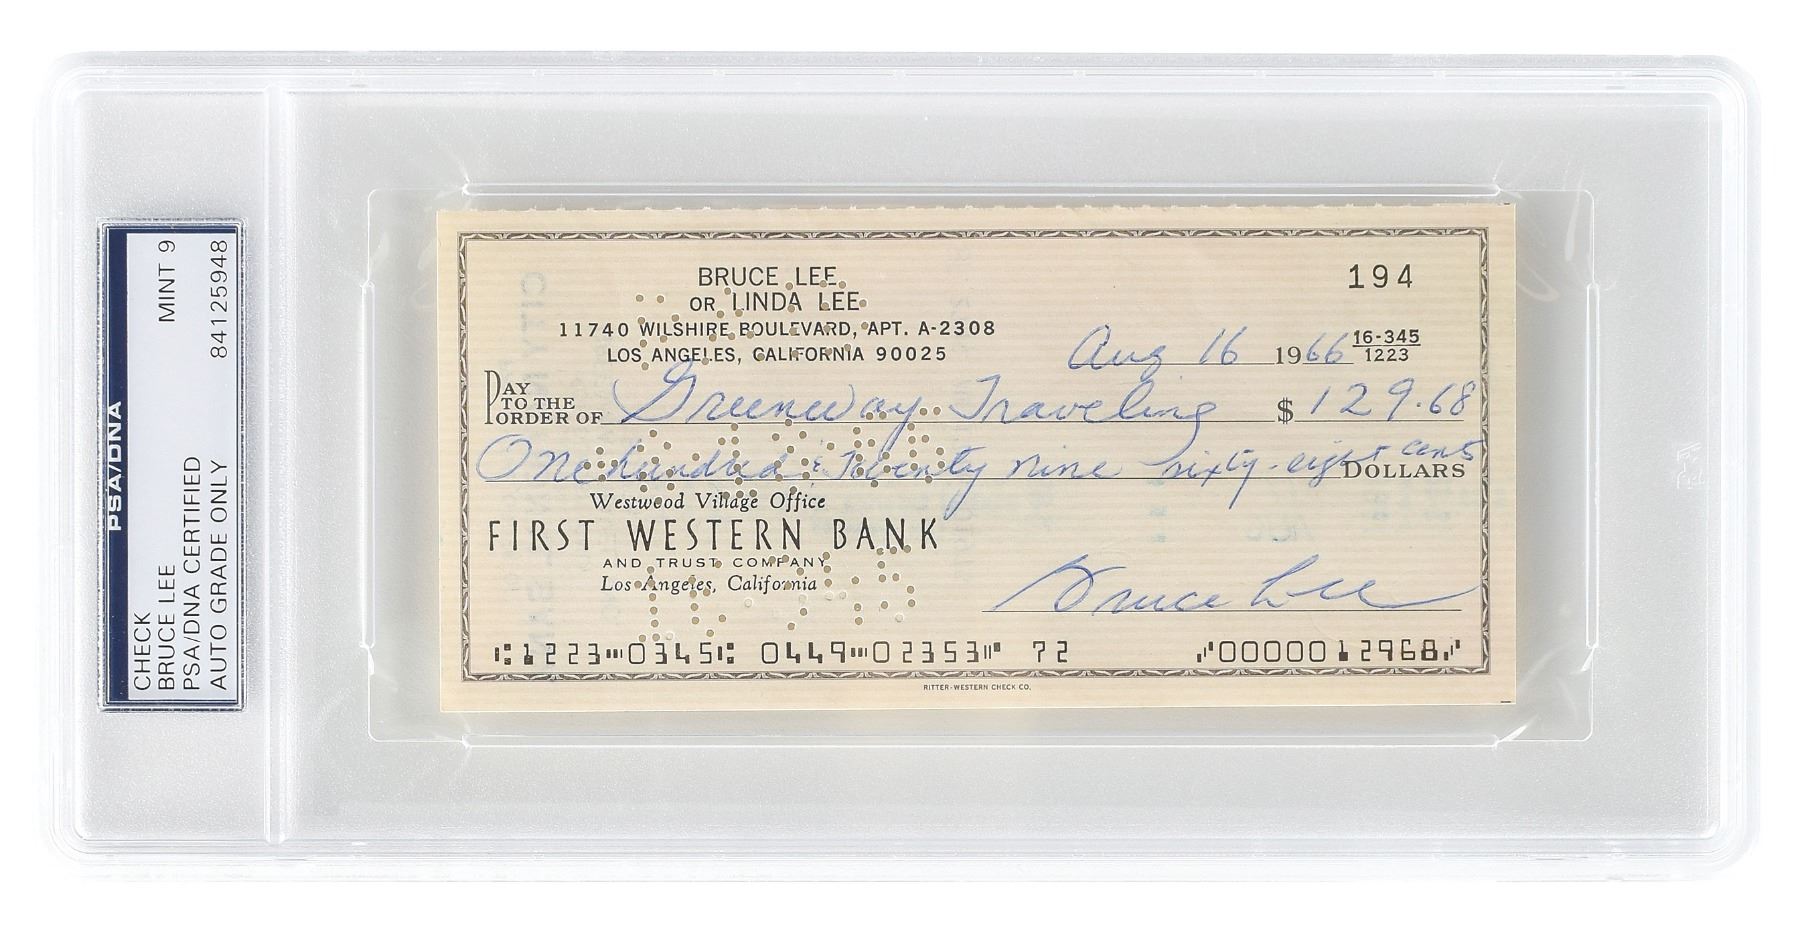 PSA/DNA
CHECK
BRUCE LEE
PSA/DNA CERTIFIED
AUTO GRADE ONLY
MINT 9
84125948
BRUCE LEE
OR LINDA LEE
11740 WILSHIRE BOULEVARD, APT. A-2308
LOS ANGELES, CALIFORNIA 90025
194
Aug 16 1966
16-345
1223
PAY TO THE ORDER OF Greenway Traveling $ 129.68
One hundred & twenty nine sixty-eight cents DOLLARS
Westwood Village Office
FIRST WESTERN BANK
AND TRUST COMPANY
Los Angeles, California
Bruce Lee
⑆1223⑉0345⑆ 0449⑉02353⑈ 72 ⑇0000012968⑇
RITTER-WESTERN CHECK CO.